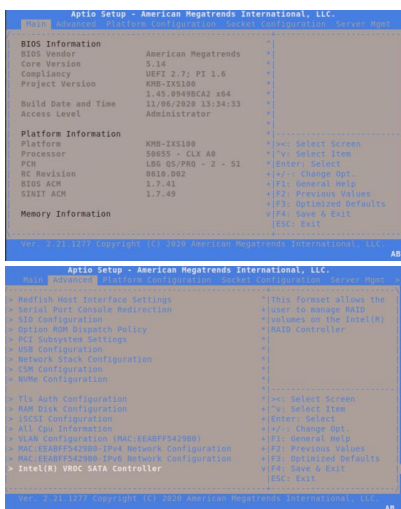 Aptio Setup - American Megatrends International, LLC.
Main Advanced Platform Configuration Socket Configuration Server Mgmt >
BIOS Information
BIOS Vendor American Megatrends
Core Version 5.14
Compliancy UEFI 2.7; PI 1.6
Project Version KMB-IXS100
1.45.0949BCA2 x64
Build Date and Time 11/06/2020 13:34:33
Access Level Administrator
Platform Information
Platform KMB-IXS100 ><: Select Screen
Processor 50655 - CLX A0 ^v: Select Item
PCH LBG QS/PRQ - 2 - S1 Enter: Select
RC Revision 0610.D02 +/-: Change Opt.
BIOS ACM 1.7.41 F1: General Help
SINIT ACM 1.7.49 F2: Previous Values
F3: Optimized Defaults
Memory Information v F4: Save & Exit
ESC: Exit
Ver. 2.21.1277 Copyright (C) 2020 American Megatrends International, LLC.
AB
Aptio Setup - American Megatrends International, LLC.
Main Advanced Platform Configuration Socket Configuration Server Mgmt >
> Redfish Host Interface Settings ^ This formset allows the
> Serial Port Console Redirection user to manage RAID
> SIO Configuration volumes on the Intel(R)
> Option ROM Dispatch Policy RAID Controller
> PCI Subsystem Settings
> USB Configuration
> Network Stack Configuration
> CSM Configuration
> NVMe Configuration
> Tls Auth Configuration ><: Select Screen
> RAM Disk Configuration ^v: Select Item
> iSCSI Configuration Enter: Select
> All Cpu Information +/-: Change Opt.
> VLAN Configuration (MAC:EEABFF5429B0) F1: General Help
> MAC:EEABFF5429B0-IPv4 Network Configuration F2: Previous Values
> MAC:EEABFF5429B0-IPv6 Network Configuration F3: Optimized Defaults
> Intel(R) VROC SATA Controller v F4: Save & Exit
ESC: Exit
Ver. 2.21.1277 Copyright (C) 2020 American Megatrends International, LLC.
AB